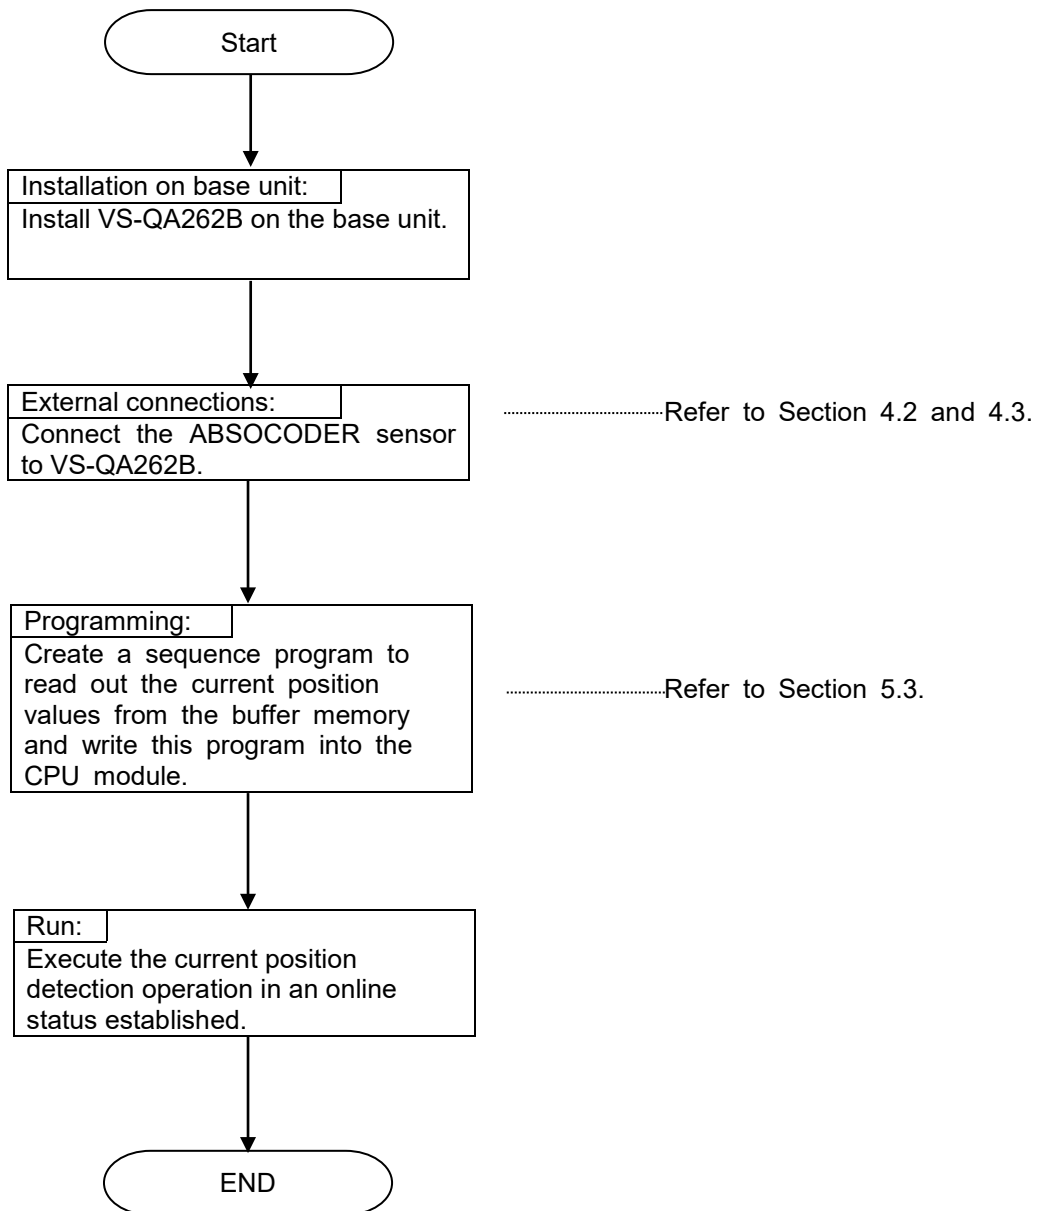 Start
Installation on base unit:
Install VS-QA262B on the base unit.
External connections:
Connect the ABSOCODER sensor
to VS-QA262B.
Refer to Section 4.2 and 4.3.
Programming:
Create a sequence program to
read out the current position
values from the buffer memory
and write this program into the
CPU module.
Refer to Section 5.3.
Run:
Execute the current position
detection operation in an online
status established.
END